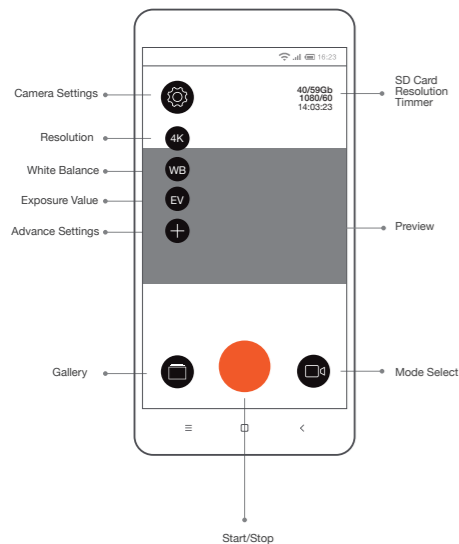 16:23
Camera Settings
40/59Gb
1080/60
14:03:23
SD Card
Resolution
Timmer
Resolution
4K
White Balance
WB
Exposure Value
EV
Advance Settings
Preview
Gallery
Mode Select
Start/Stop